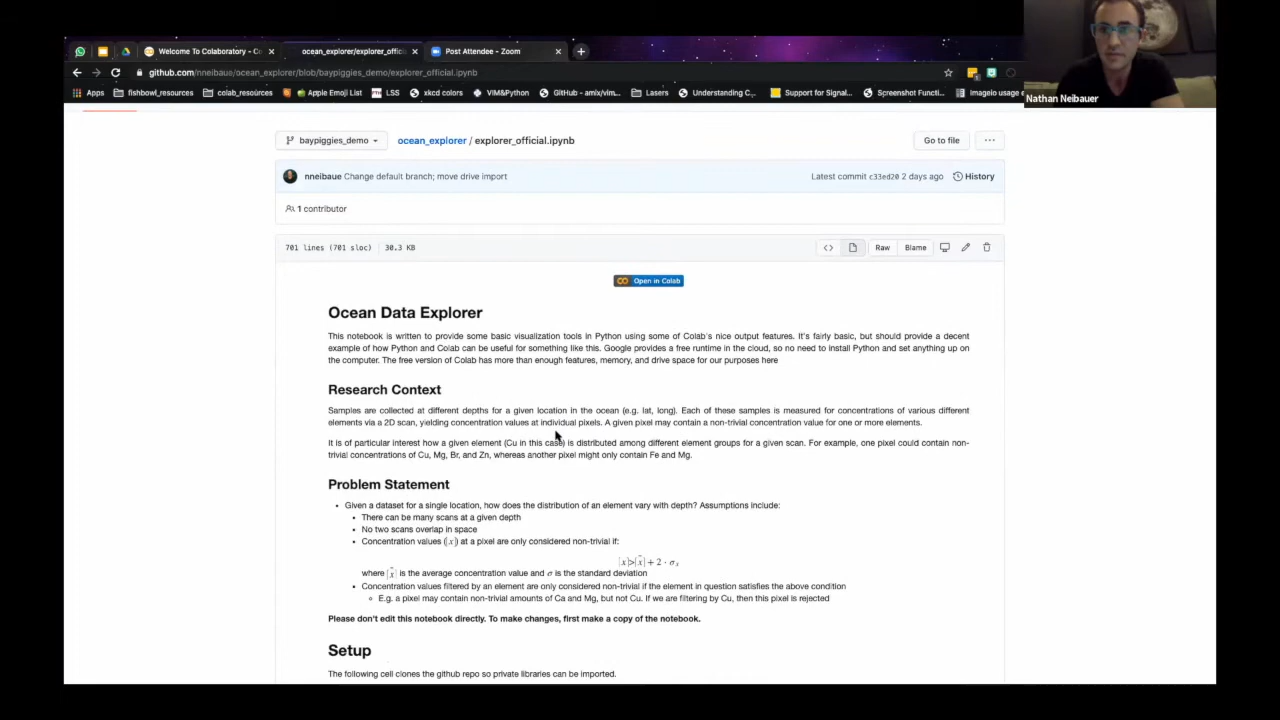 Welcome To Colaboratory - Co
ocean_explorer/explorer_offic
Post Attendee - Zoom
github.com/nneibaue/ocean_explorer/blob/baypiggies_demo/explorer_official.ipynb
Apps fishbowl_resources colab_resources Apple Emoji List LSS xkcd colors VIM&Python GitHub - amix/vim... Lasers Understanding C... Support for Signal... Screenshot Functi... Imageio usage e
Nathan Neibauer
baypiggies_demo
ocean_explorer / explorer_official.ipynb
Go to file
nneibaue Change default branch; move drive import
Latest commit c33ed20 2 days ago
History
1 contributor
701 lines (701 sloc) 30.3 KB
Raw
Blame
Open in Colab
Ocean Data Explorer
This notebook is written to provide some basic visualization tools in Python using some of Colab's nice output features. It's fairly basic, but should provide a decent
example of how Python and Colab can be useful for something like this. Google provides a free runtime in the cloud, so no need to install Python and set anything up on
the computer. The free version of Colab has more than enough features, memory, and drive space for our purposes here
Research Context
Samples are collected at different depths for a given location in the ocean (e.g. lat, long). Each of these samples is measured for concentrations of various different
elements via a 2D scan, yielding concentration values at individual pixels. A given pixel may contain a non-trivial concentration value for one or more elements.
It is of particular interest how a given element (Cu in this case) is distributed among different element groups for a given scan. For example, one pixel could contain non-
trivial concentrations of Cu, Mg, Br, and Zn, whereas another pixel might only contain Fe and Mg.
Problem Statement
Given a dataset for a single location, how does the distribution of an element vary with depth? Assumptions include:
There can be many scans at a given depth
No two scans overlap in space
Concentration values ([x]) at a pixel are only considered non-trivial if:
[x]>[x̂] + 2 · σₓ
where [x̂] is the average concentration value and σ is the standard deviation
Concentration values filtered by an element are only considered non-trivial if the element in question satisfies the above condition
E.g. a pixel may contain non-trivial amounts of Ca and Mg, but not Cu. If we are filtering by Cu, then this pixel is rejected
Please don't edit this notebook directly. To make changes, first make a copy of the notebook.
Setup
The following cell clones the github repo so private libraries can be imported.